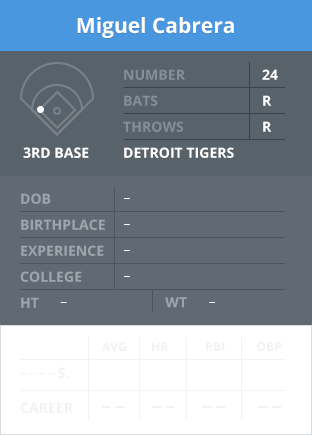 Miguel Cabrera
NUMBER 24
BATS R
THROWS R
3RD BASE DETROIT TIGERS
DOB –
BIRTHPLACE –
EXPERIENCE –
COLLEGE –
HT – WT –
AVG HR RBI OBP
---- S.
CAREER -- -- -- --